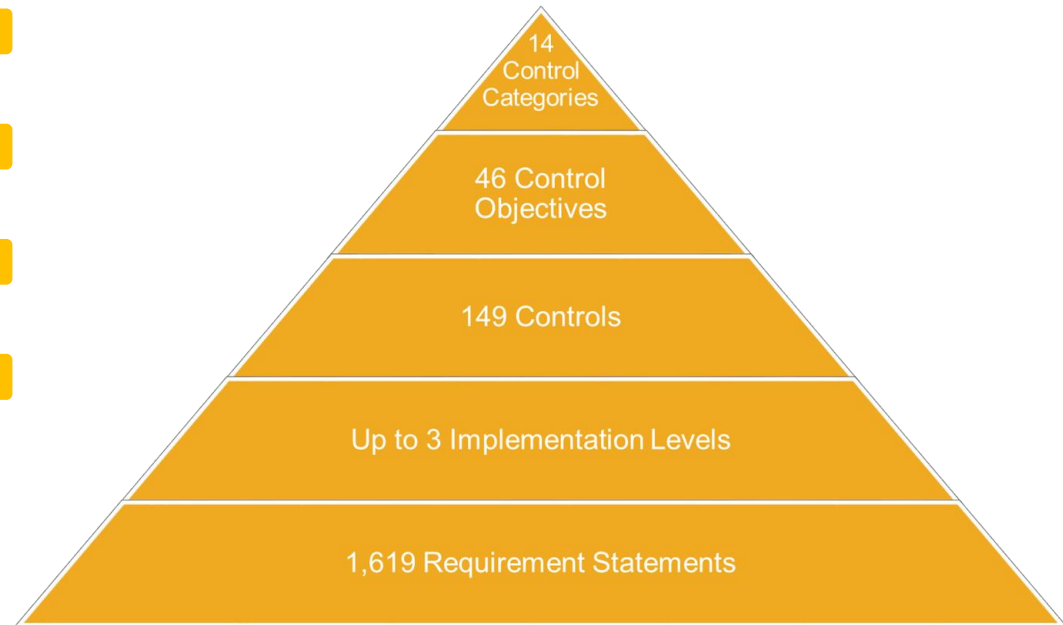 14
Control
Categories
46 Control
Objectives
149 Controls
Up to 3 Implementation Levels
1,619 Requirement Statements